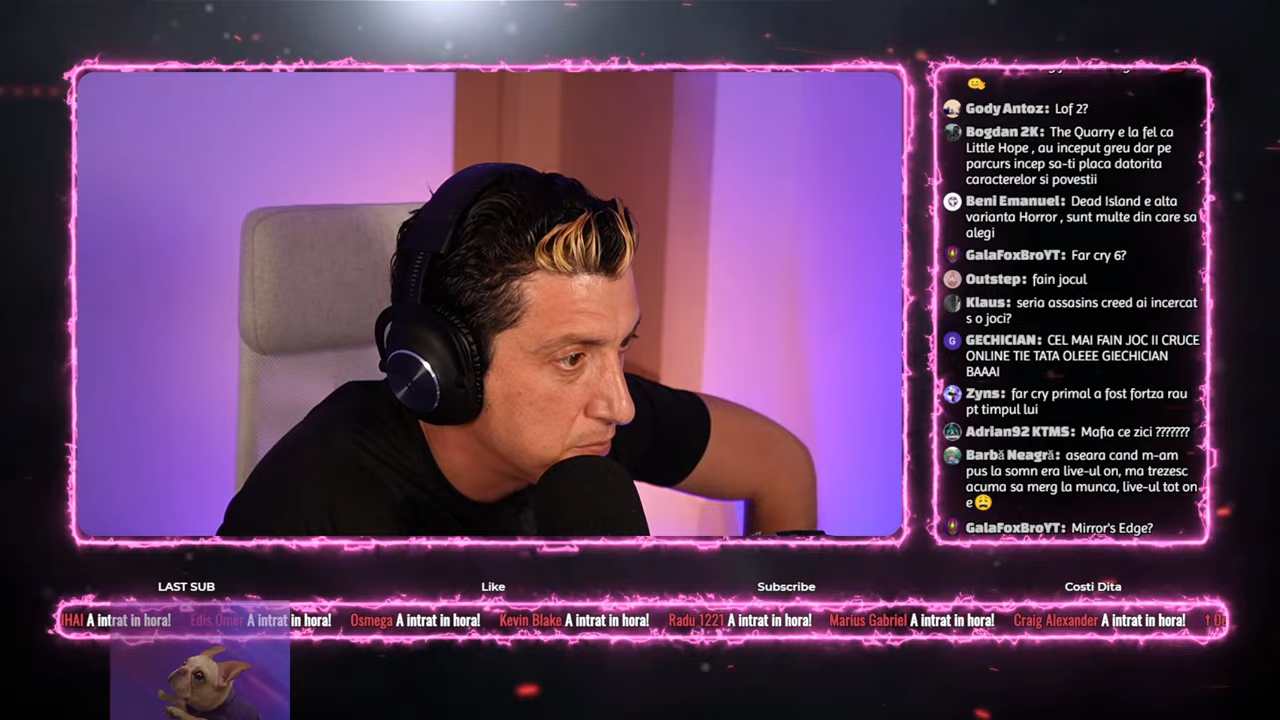 Gody Antoz: Lof 2?
Bogdan 2K: The Quarry e la fel ca
Little Hope , au inceput greu dar pe
parcurs incep sa-ti placa datorita
caracterelor si povestii
Beni Emanuel: Dead Island e alta
varianta Horror , sunt multe din care sa
alegi
GalaFoxBroYT: Far cry 6?
Outstep: fain jocul
Klaus: seria assasins creed ai incercat
s o joci?
G GECHICIAN: CEL MAI FAIN JOC II CRUCE
ONLINE TIE TATA OLEEE GIECHICIAN
BAAAI
Zyns: far cry primal a fost fortza rau
pt timpul lui
Adrian92 KTMS: Mafia ce zici ???????
Barbă Neagră: aseara cand m-am
pus la somn era live-ul on, ma trezesc
acuma sa merg la munca, live-ul tot on
e 😩
GalaFoxBroYT: Mirror's Edge?
LAST SUB Like Subscribe Costi Dita
IHAI A intrat in hora! Edis Omer A intrat in hora! Osmega A intrat in hora! Kevin Blake A intrat in hora! Radu 1221 A intrat in hora! Marius Gabriel A intrat in hora! Craig Alexander A intrat in hora!